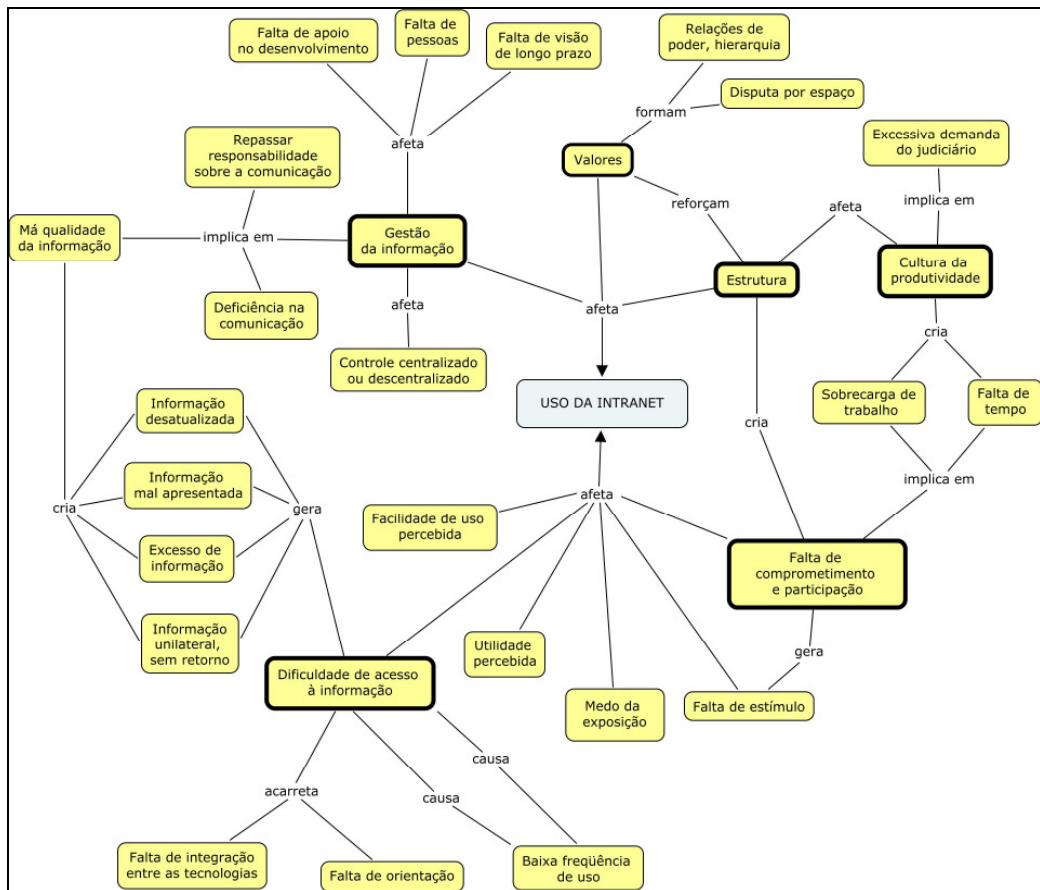 Falta de apoio
no desenvolvimento
Falta de
pessoas
Falta de visão
de longo prazo
Relações de
poder, hierarquia
Disputa por espaço
formam
afeta
Repassar
responsabilidade
sobre a comunicação
Valores
Excessiva demanda
do judiciário
implica em
reforçam
afeta
Má qualidade
da informação
implica em
Gestão
da informação
Estrutura
Cultura da
produtividade
Deficiência na
comunicação
afeta
afeta
cria
Controle centralizado
ou descentralizado
USO DA INTRANET
Sobrecarga de
trabalho
Falta de
tempo
Informação
desatualizada
cria
implica em
Informação
mal apresentada
cria
gera
afeta
Facilidade de uso
percebida
Excesso de
informação
Falta de
comprometimento
e participação
Informação
unilateral,
sem retorno
Utilidade
percebida
gera
Dificuldade de acesso
à informação
Medo da
exposição
Falta de estímulo
causa
acarreta
causa
Falta de integração
entre as tecnologias
Falta de orientação
Baixa freqüência
de uso